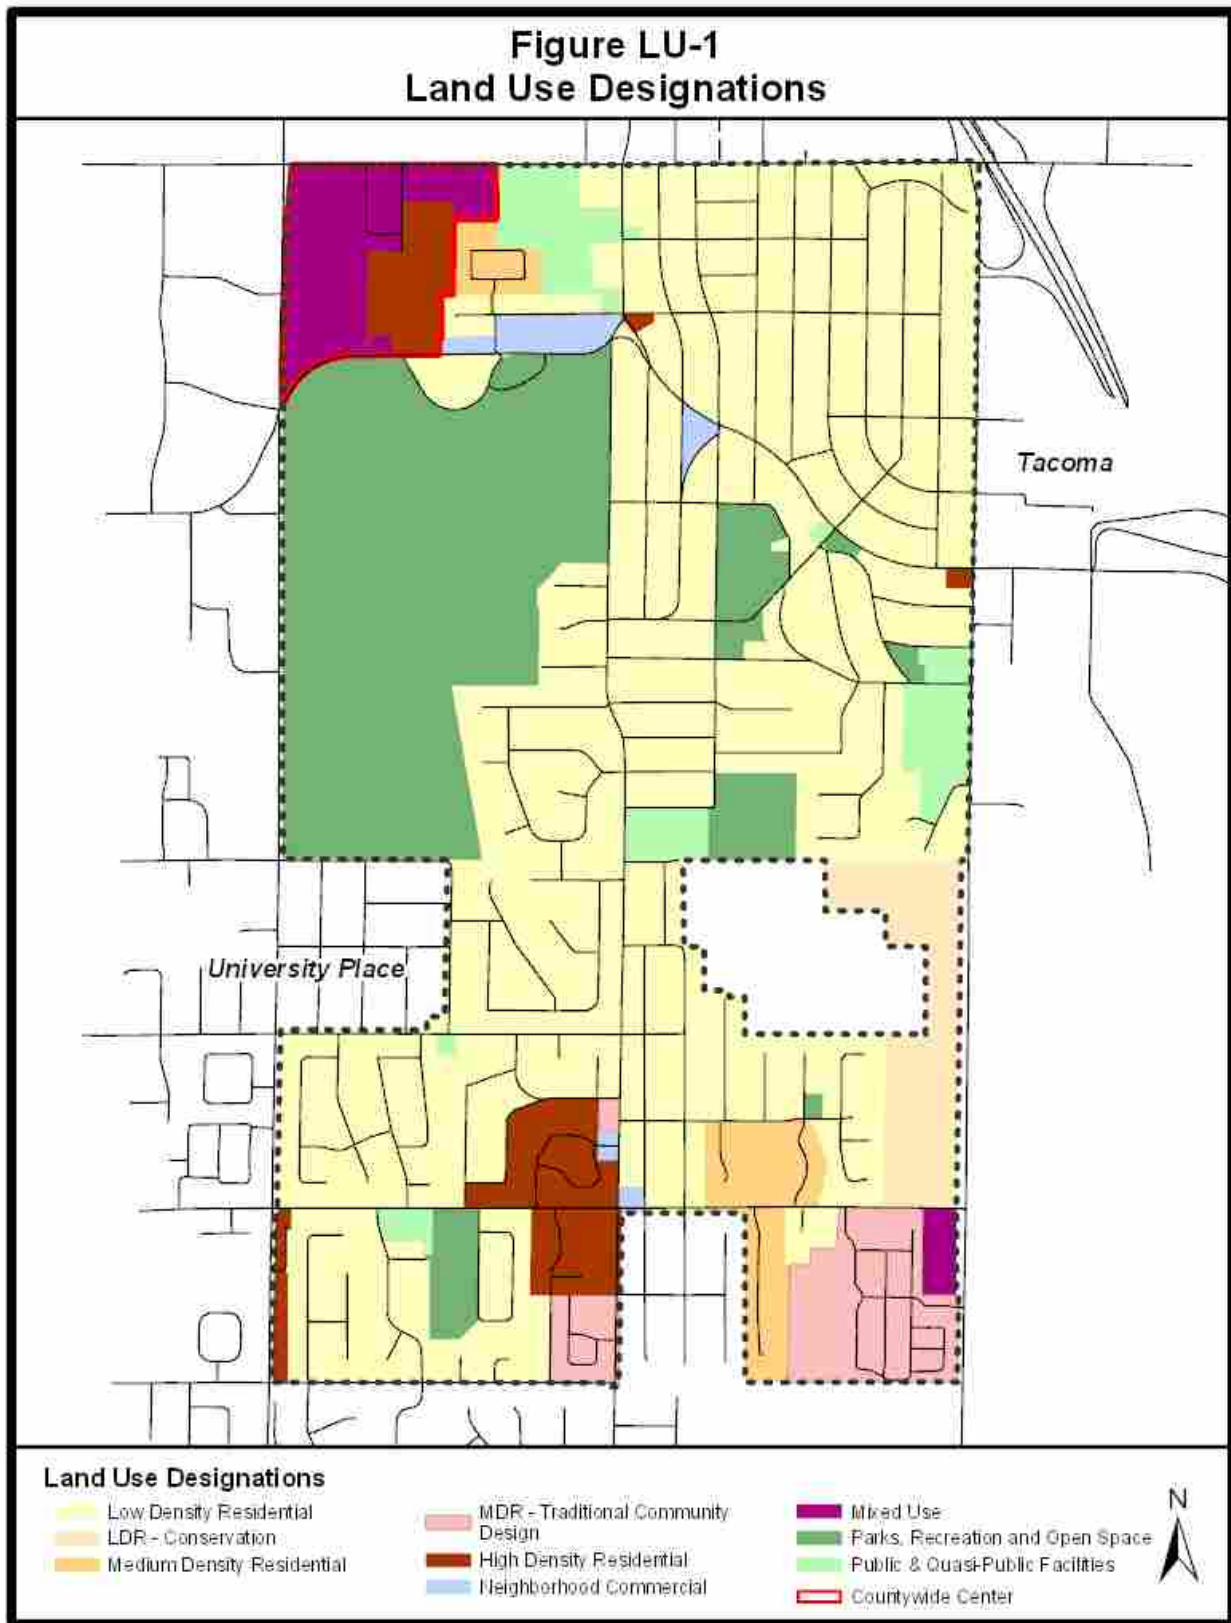 Figure LU-1
Land Use Designations
Tacoma
University Place
Land Use Designations
Low Density Residential
LDR - Conservation
Medium Density Residential
MDR - Traditional Community
Design
High Density Residential
Neighborhood Commercial
Mixed Use
Parks, Recreation and Open Space
Public & Quasi-Public Facilities
Countywide Center
N